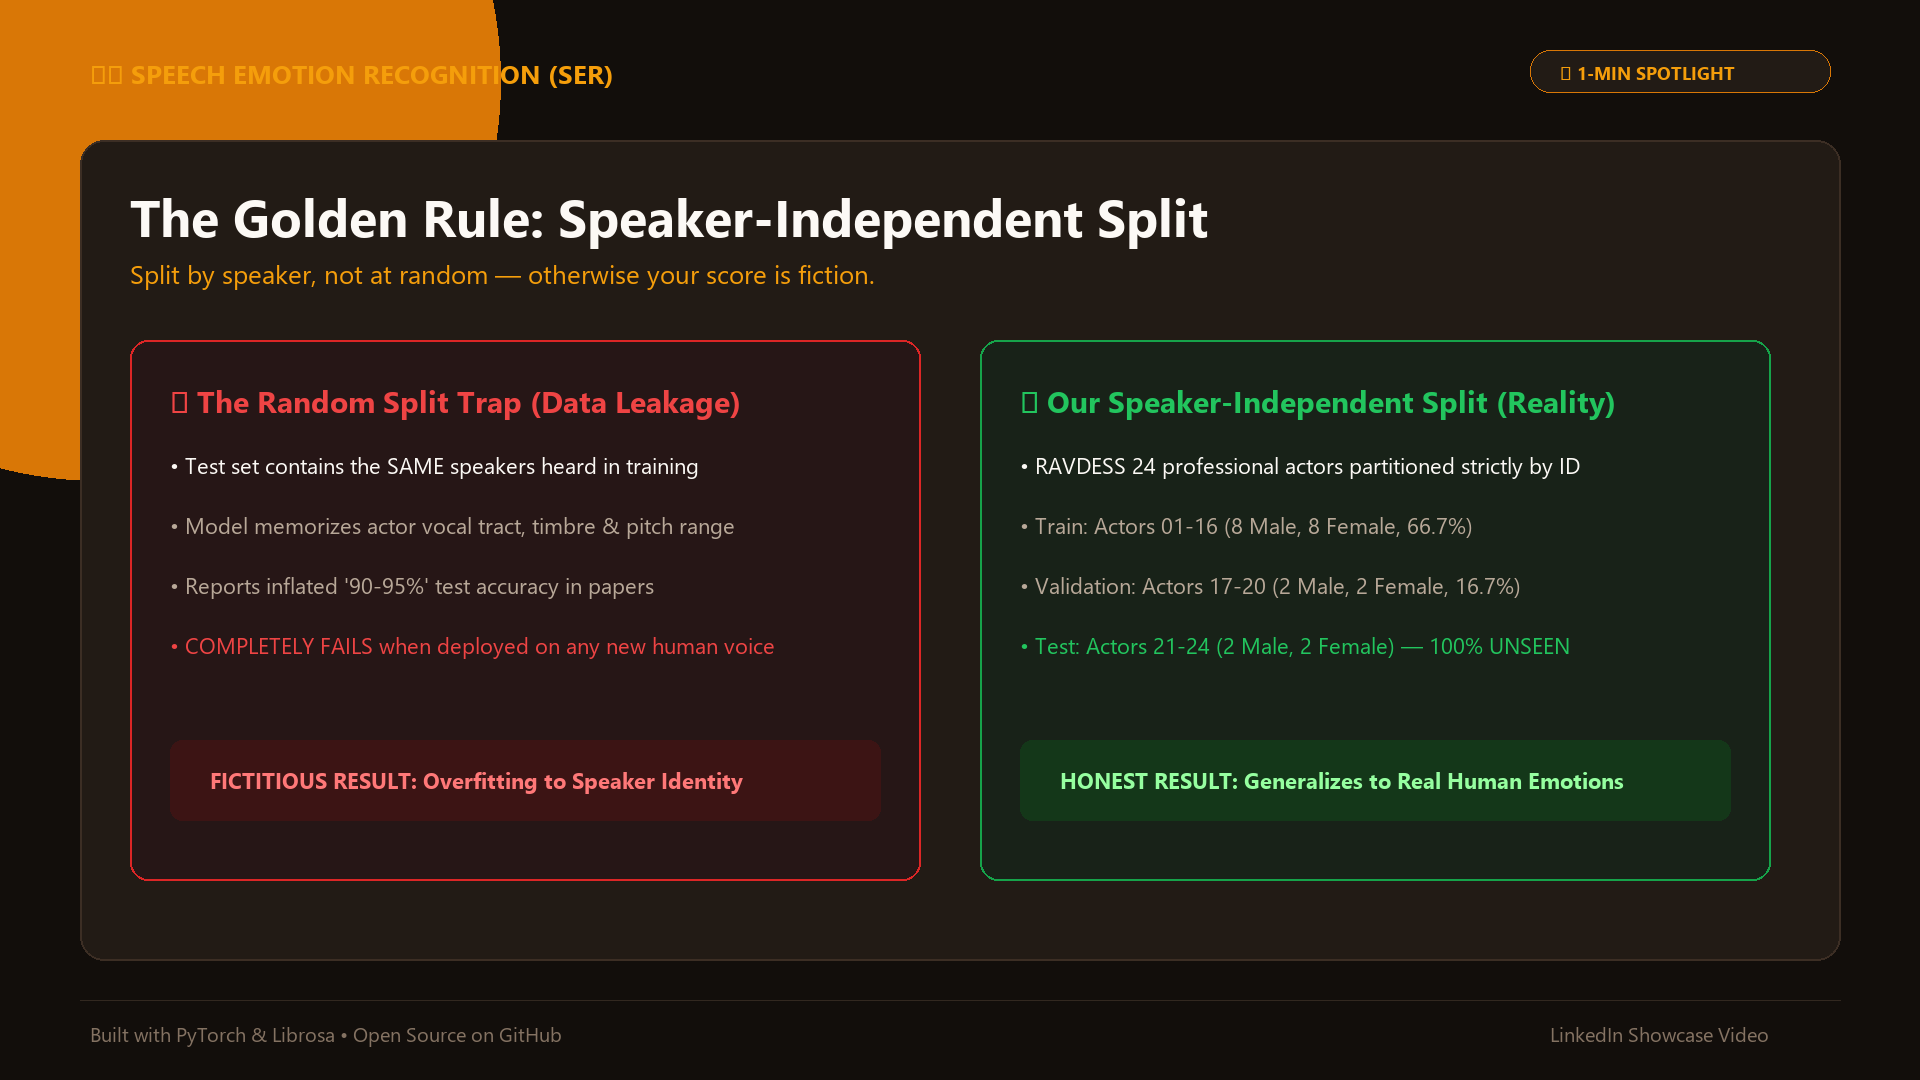 SPEECH EMOTION RECOGNITION (SER)
1-MIN SPOTLIGHT
The Golden Rule: Speaker-Independent Split
Split by speaker, not at random — otherwise your score is fiction.
The Random Split Trap (Data Leakage)
• Test set contains the SAME speakers heard in training
• Model memorizes actor vocal tract, timbre & pitch range
• Reports inflated '90-95%' test accuracy in papers
• COMPLETELY FAILS when deployed on any new human voice
FICTITIOUS RESULT: Overfitting to Speaker Identity
Our Speaker-Independent Split (Reality)
• RAVDESS 24 professional actors partitioned strictly by ID
• Train: Actors 01-16 (8 Male, 8 Female, 66.7%)
• Validation: Actors 17-20 (2 Male, 2 Female, 16.7%)
• Test: Actors 21-24 (2 Male, 2 Female) — 100% UNSEEN
HONEST RESULT: Generalizes to Real Human Emotions
Built with PyTorch & Librosa • Open Source on GitHub
LinkedIn Showcase Video